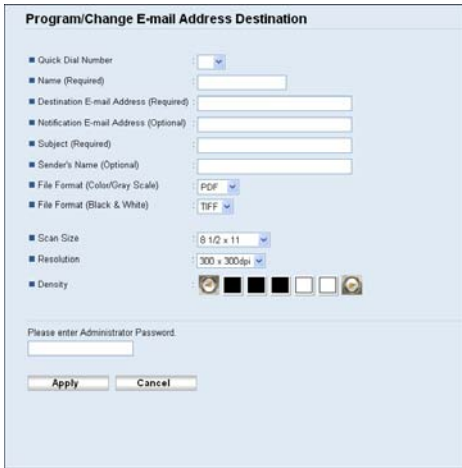 Program/Change E-mail Address Destination
Quick Dial Number :
Name (Required) :
Destination E-mail Address (Required) :
Notification E-mail Address (Optional) :
Subject (Required) :
Sender's Name (Optional) :
File Format (Color/Gray Scale) : PDF
File Format (Black & White) : TIFF
Scan Size : 8 1/2 x 11
Resolution : 300 x 300dpi
Density :
Please enter Administrator Password.
Apply Cancel